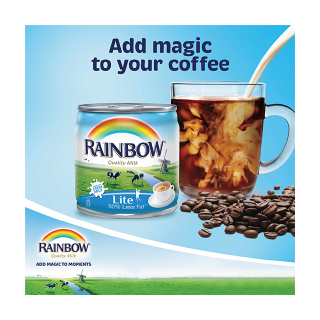 Add magic
to your coffee
RAINBOW
Quality Milk
Lite
50% Less Fat
RAINBOW
Quality Milk
ADD MAGIC TO MOMENTS